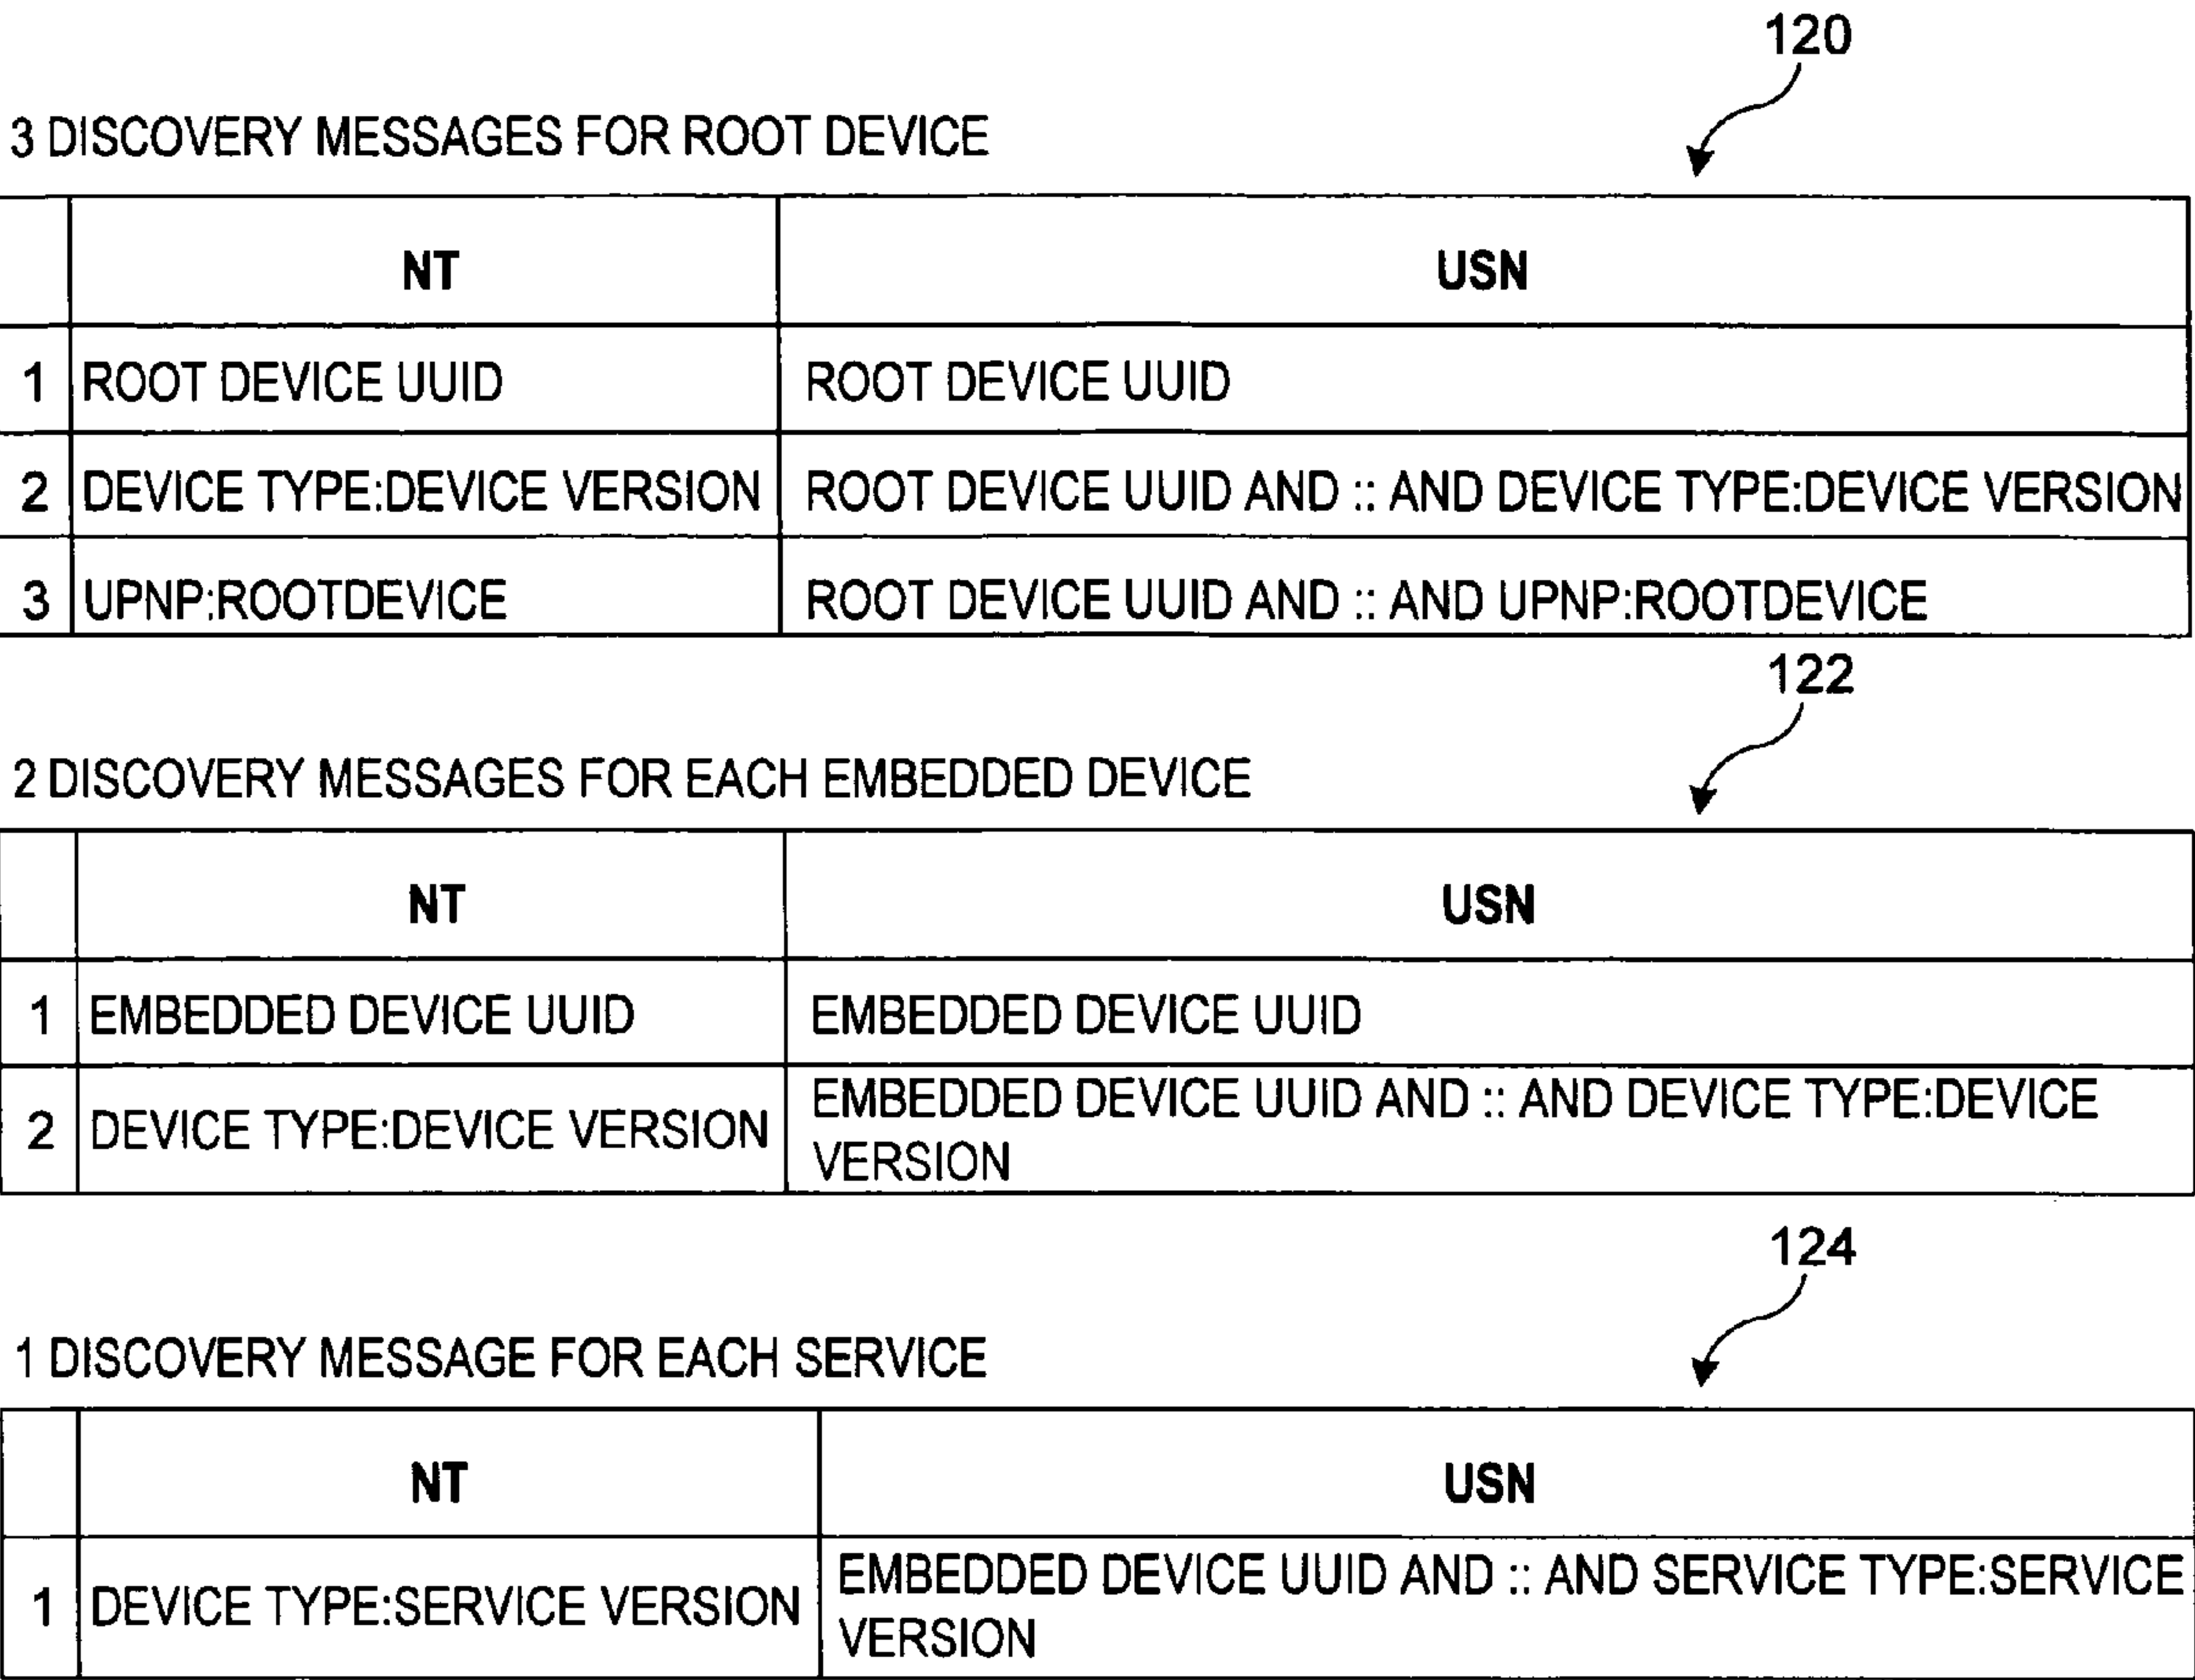 120
3 DISCOVERY MESSAGES FOR ROOT DEVICE
NT USN
1 ROOT DEVICE UUID ROOT DEVICE UUID
2 DEVICE TYPE:DEVICE VERSION ROOT DEVICE UUID AND :: AND DEVICE TYPE:DEVICE VERSION
3 UPNP:ROOTDEVICE ROOT DEVICE UUID AND :: AND UPNP:ROOTDEVICE
122
2 DISCOVERY MESSAGES FOR EACH EMBEDDED DEVICE
NT USN
1 EMBEDDED DEVICE UUID EMBEDDED DEVICE UUID
2 DEVICE TYPE:DEVICE VERSION EMBEDDED DEVICE UUID AND :: AND DEVICE TYPE:DEVICE
VERSION
124
1 DISCOVERY MESSAGE FOR EACH SERVICE
NT USN
1 DEVICE TYPE:SERVICE VERSION EMBEDDED DEVICE UUID AND :: AND SERVICE TYPE:SERVICE
VERSION